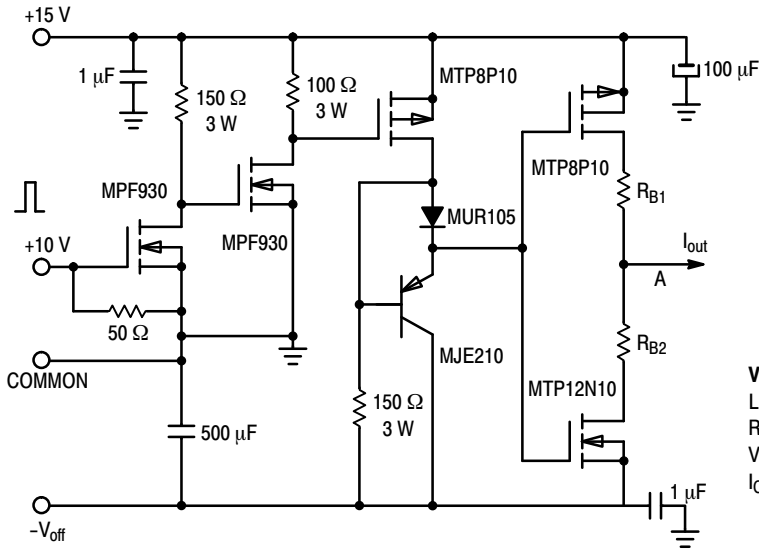 +15 V
1 μF
150 Ω
3 W
100 Ω
3 W
MTP8P10
100 μF
MPF930
MTP8P10
R_B1
MUR105
MPF930
+10 V
I_out
A
50 Ω
MJE210
R_B2
COMMON
MTP12N10
150 Ω
3 W
500 μF
1 μF
–V_off
V
L
R
V
I_C